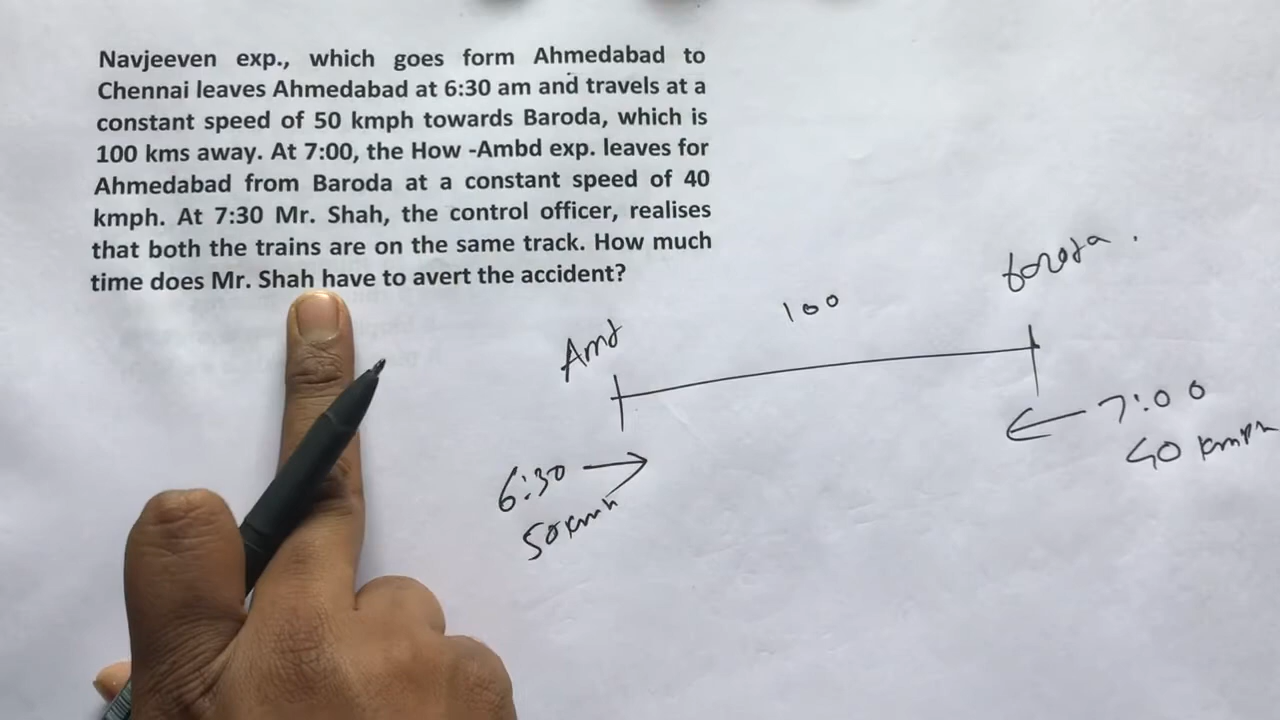 Navjeeven exp., which goes form Ahmedabad to
Chennai leaves Ahmedabad at 6:30 am and travels at a
constant speed of 50 kmph towards Baroda, which is
100 kms away. At 7:00, the How -Ambd exp. leaves for
Ahmedabad from Baroda at a constant speed of 40
kmph. At 7:30 Mr. Shah, the control officer, realises
that both the trains are on the same track. How much
time does Mr. Shah have to avert the accident?
100
Amd
6:30
50 kmh
7:00
40 kmph